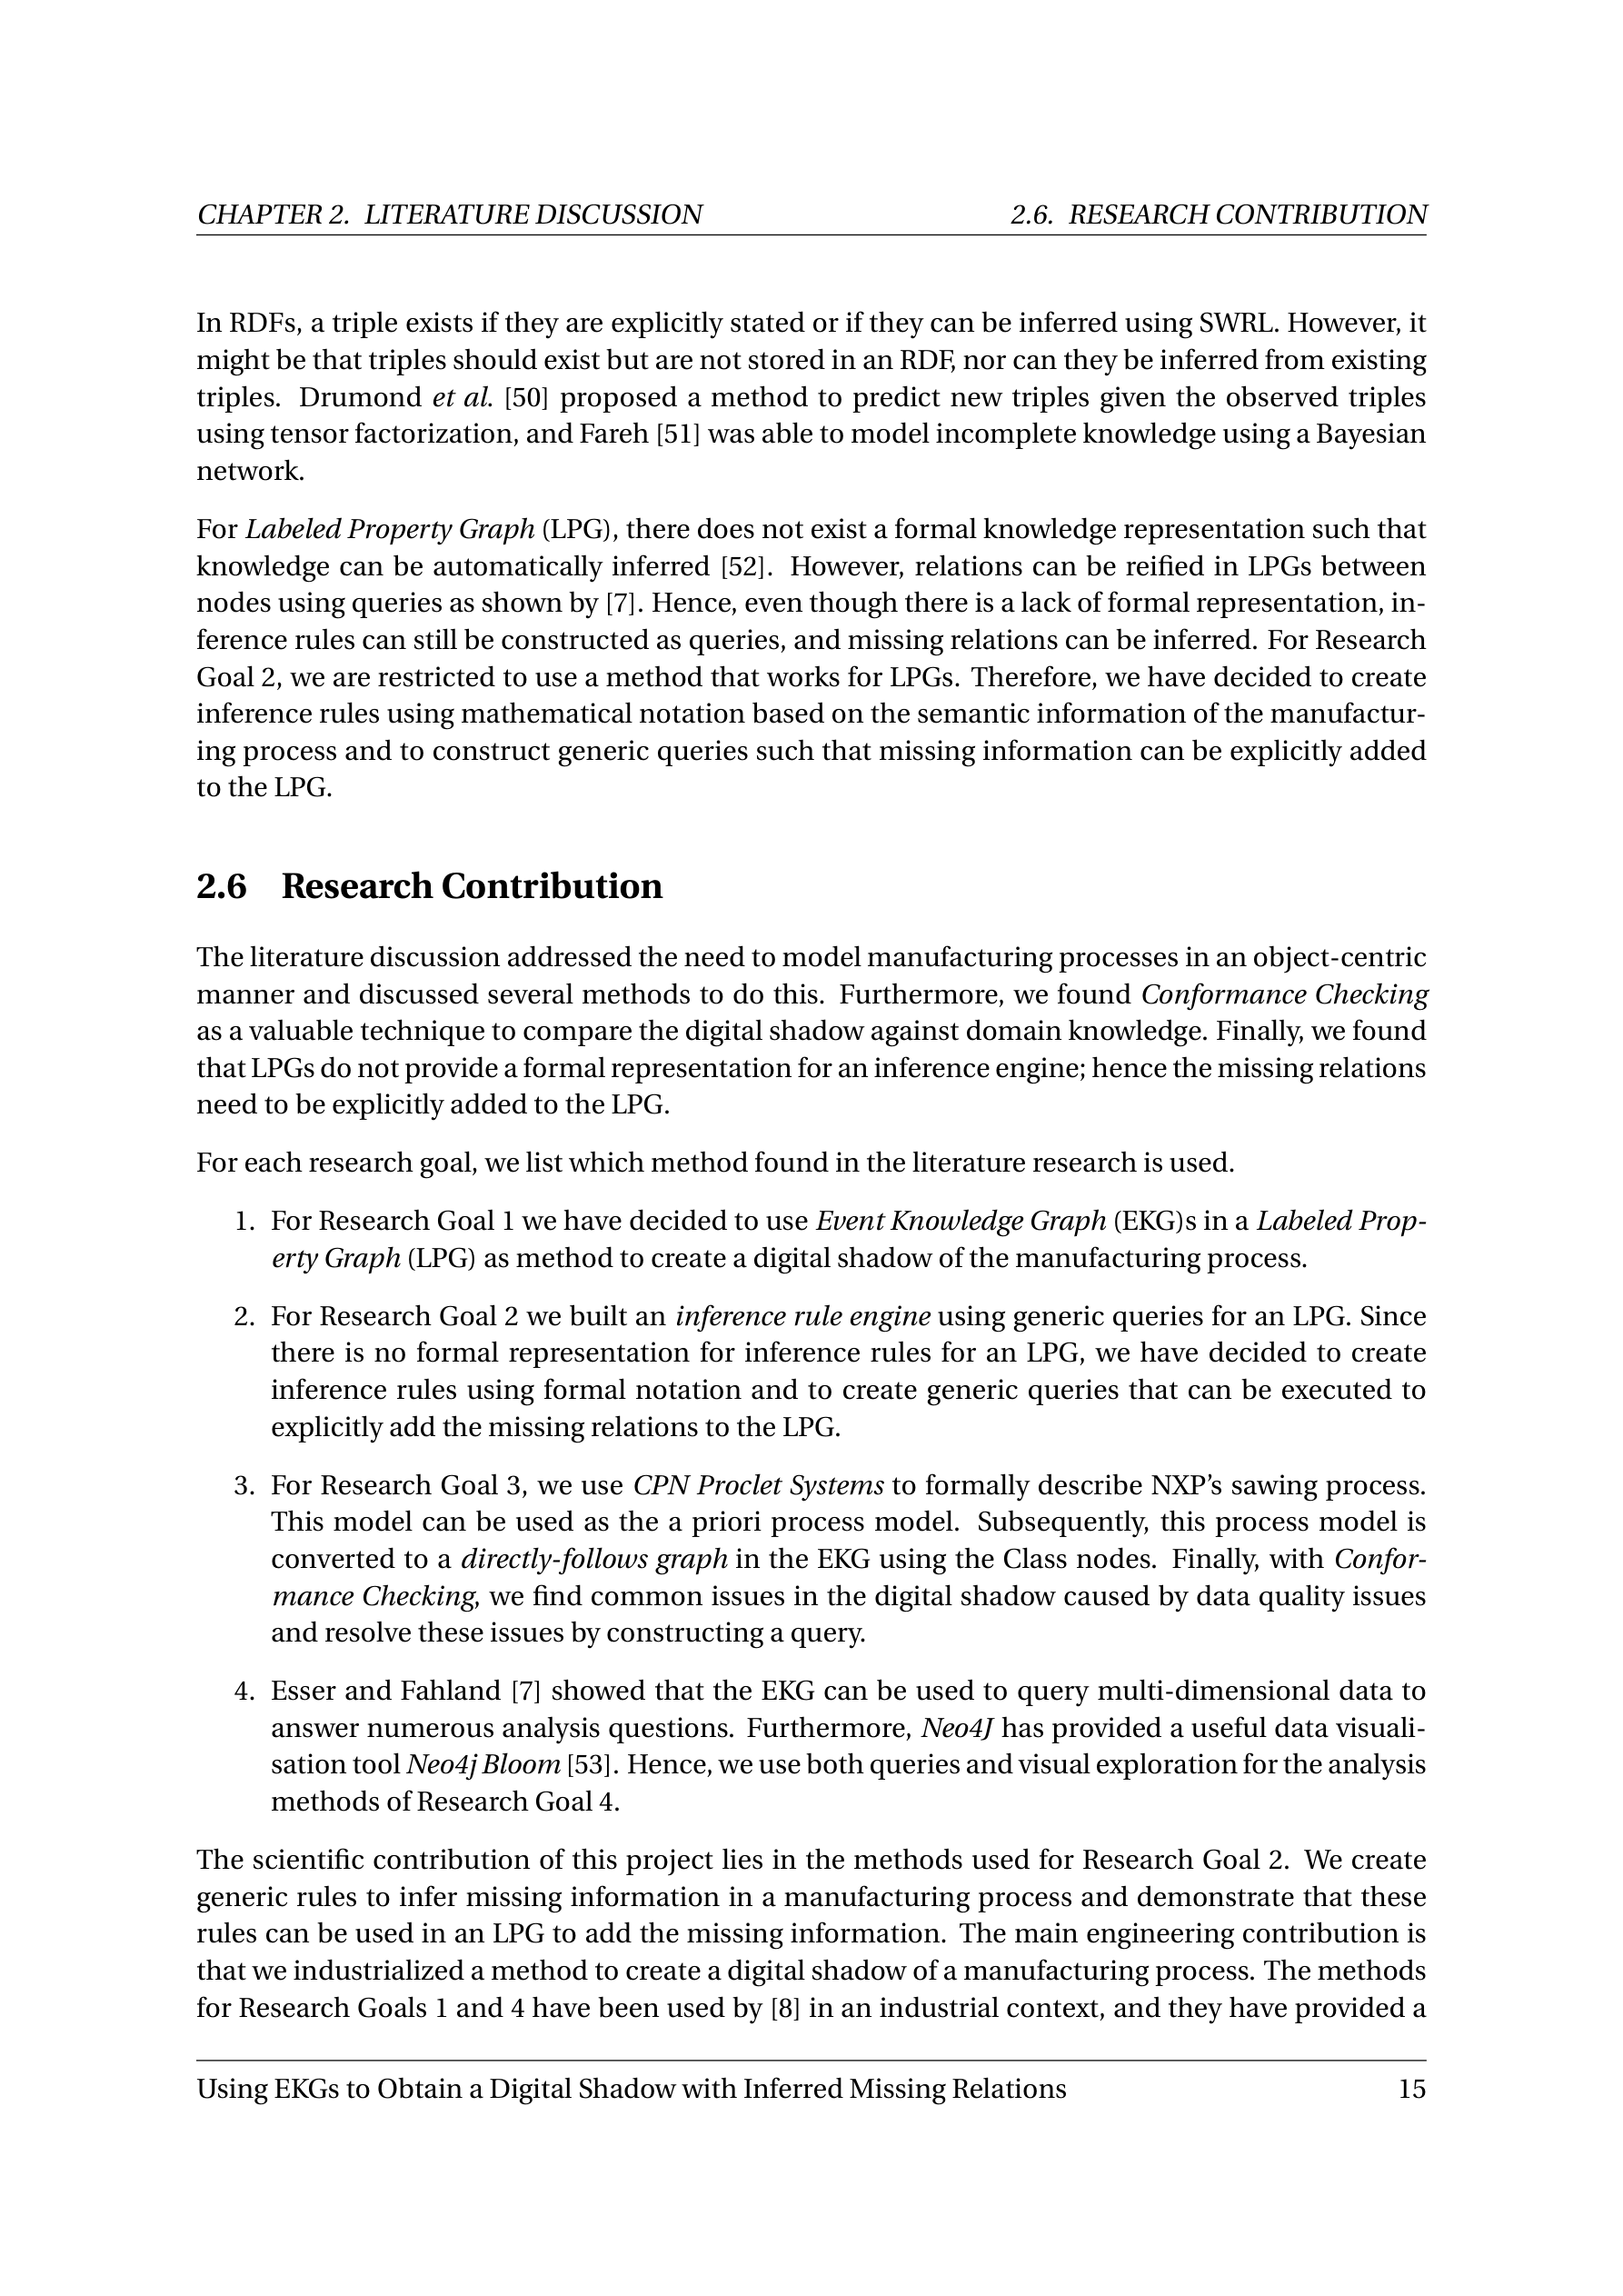 CHAPTER 2. LITERATURE DISCUSSION 2.6. RESEARCH CONTRIBUTION
In RDFs, a triple exists if they are explicitly stated or if they can be inferred using SWRL. However, it
might be that triples should exist but are not stored in an RDF, nor can they be inferred from existing
triples. Drumond et al. [50] proposed a method to predict new triples given the observed triples
using tensor factorization, and Fareh [51] was able to model incomplete knowledge using a Bayesian
network.
For Labeled Property Graph (LPG), there does not exist a formal knowledge representation such that
knowledge can be automatically inferred [52]. However, relations can be reified in LPGs between
nodes using queries as shown by [7]. Hence, even though there is a lack of formal representation, in-
ference rules can still be constructed as queries, and missing relations can be inferred. For Research
Goal 2, we are restricted to use a method that works for LPGs. Therefore, we have decided to create
inference rules using mathematical notation based on the semantic information of the manufactur-
ing process and to construct generic queries such that missing information can be explicitly added
to the LPG.
2.6 Research Contribution
The literature discussion addressed the need to model manufacturing processes in an object-centric
manner and discussed several methods to do this. Furthermore, we found Conformance Checking
as a valuable technique to compare the digital shadow against domain knowledge. Finally, we found
that LPGs do not provide a formal representation for an inference engine; hence the missing relations
need to be explicitly added to the LPG.
For each research goal, we list which method found in the literature research is used.
1. For Research Goal 1 we have decided to use Event Knowledge Graph (EKG)s in a Labeled Prop-
erty Graph (LPG) as method to create a digital shadow of the manufacturing process.
2. For Research Goal 2 we built an inference rule engine using generic queries for an LPG. Since
there is no formal representation for inference rules for an LPG, we have decided to create
inference rules using formal notation and to create generic queries that can be executed to
explicitly add the missing relations to the LPG.
3. For Research Goal 3, we use CPN Proclet Systems to formally describe NXP's sawing process.
This model can be used as the a priori process model. Subsequently, this process model is
converted to a directly-follows graph in the EKG using the Class nodes. Finally, with Confor-
mance Checking, we find common issues in the digital shadow caused by data quality issues
and resolve these issues by constructing a query.
4. Esser and Fahland [7] showed that the EKG can be used to query multi-dimensional data to
answer numerous analysis questions. Furthermore, Neo4J has provided a useful data visuali-
sation tool Neo4j Bloom [53]. Hence, we use both queries and visual exploration for the analysis
methods of Research Goal 4.
The scientific contribution of this project lies in the methods used for Research Goal 2. We create
generic rules to infer missing information in a manufacturing process and demonstrate that these
rules can be used in an LPG to add the missing information. The main engineering contribution is
that we industrialized a method to create a digital shadow of a manufacturing process. The methods
for Research Goals 1 and 4 have been used by [8] in an industrial context, and they have provided a
Using EKGs to Obtain a Digital Shadow with Inferred Missing Relations 15